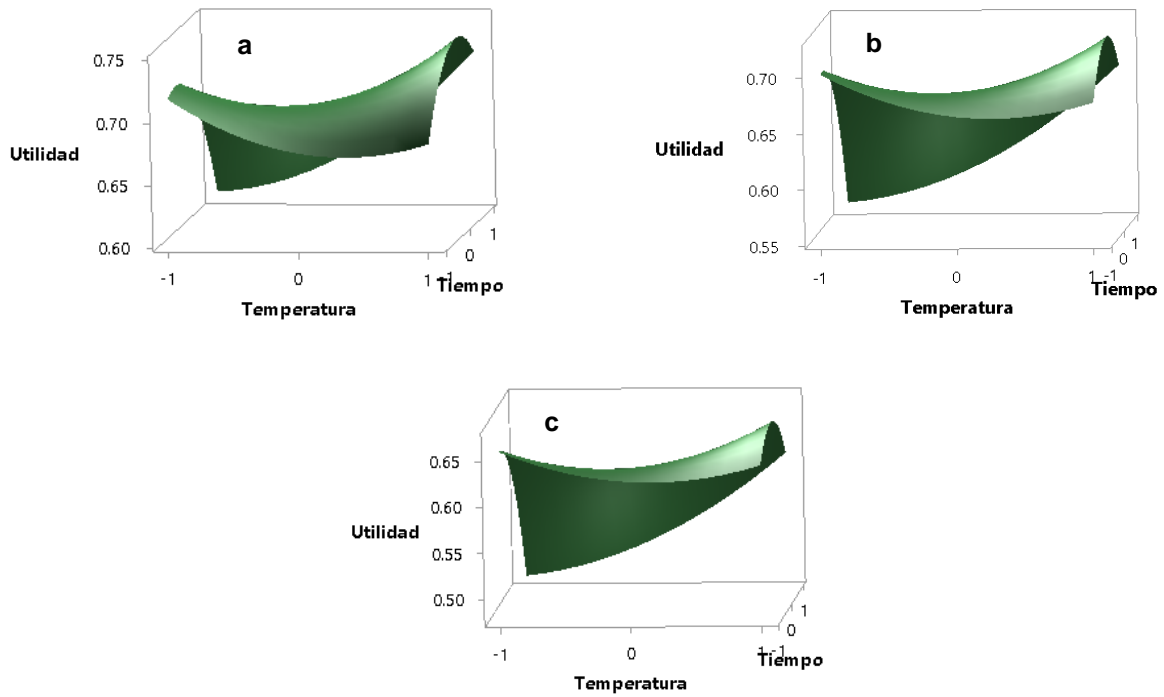 a
0.75
0.70
Utilidad
0.65
0.60
-1 0 1 -1 0 1
Tiempo
Temperatura
b
0.70
0.65
Utilidad
0.60
0.55
-1 0 1 -1 0 1
Tiempo
Temperatura
c
0.65
0.60
Utilidad
0.55
0.50
-1 0 1 -1 0 1
Tiempo
Temperatura